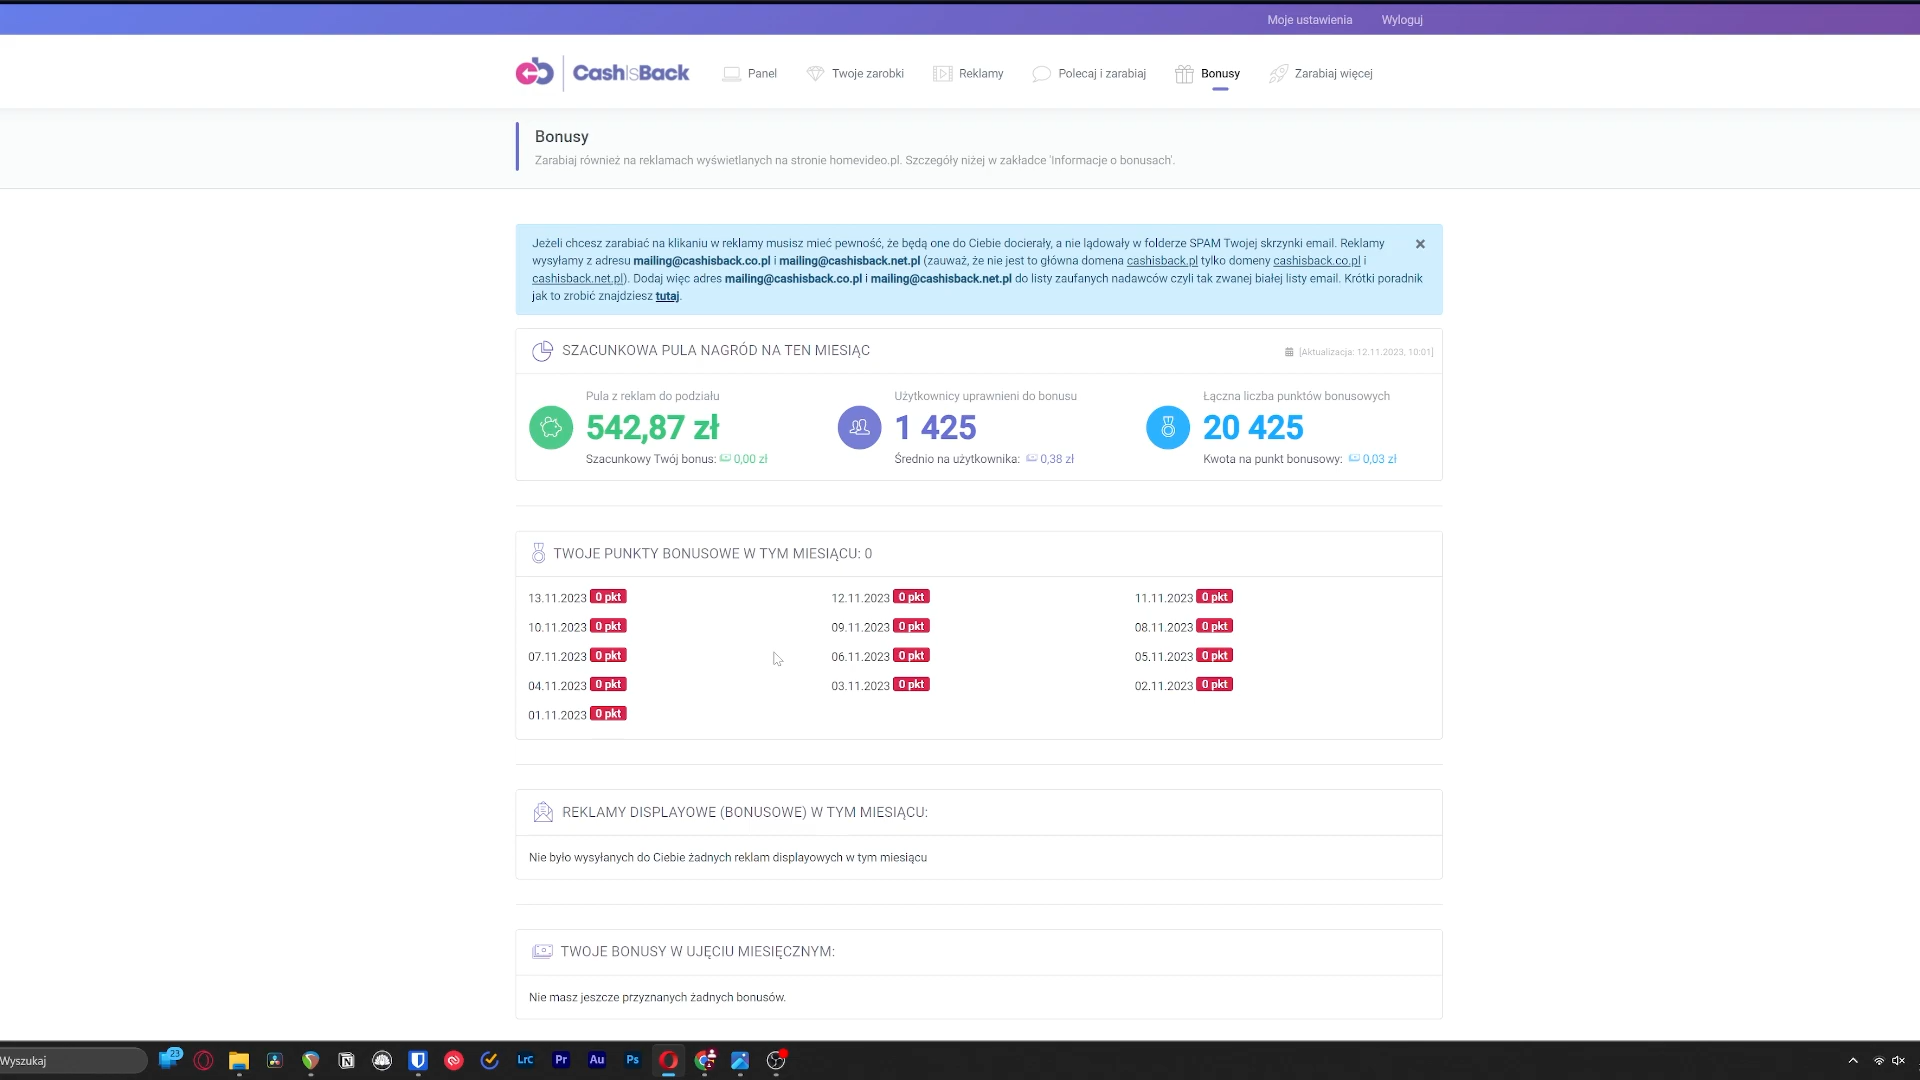 Moje ustawienia Wyloguj
CashIsBack Panel Twoje zarobki Reklamy Polecaj i zarabiaj Bonusy Zarabiaj więcej
Bonusy
Zarabiaj również na reklamach wyświetlanych na stronie homevideo.pl. Szczegóły niżej w zakładce 'Informacje o bonusach'.
Jeżeli chcesz zarabiać na klikaniu w reklamy musisz mieć pewność, że będą one do Ciebie docierały, a nie lądowały w folderze SPAM Twojej skrzynki email. Reklamy
wysyłamy z adresu mailing@cashisback.co.pl i mailing@cashisback.net.pl (zauważ, że nie jest to główna domena cashisback.pl tylko domeny cashisback.co.pl i
cashisback.net.pl). Dodaj więc adres mailing@cashisback.co.pl i mailing@cashisback.net.pl do listy zaufanych nadawców czyli tak zwanej białej listy email. Krótki poradnik
jak to zrobić znajdziesz tutaj.
SZACUNKOWA PULA NAGRÓD NA TEN MIESIĄC [Aktualizacja: 12.11.2023, 10:01]
Pula z reklam do podziału Użytkownicy uprawnieni do bonusu Łączna liczba punktów bonusowych
542,87 zł 1 425 20 425
Szacunkowy Twój bonus: 0,00 zł Średnio na użytkownika: 0,38 zł Kwota na punkt bonusowy: 0,03 zł
TWOJE PUNKTY BONUSOWE W TYM MIESIĄCU: 0
13.11.2023 0 pkt 12.11.2023 0 pkt 11.11.2023 0 pkt
10.11.2023 0 pkt 09.11.2023 0 pkt 08.11.2023 0 pkt
07.11.2023 0 pkt 06.11.2023 0 pkt 05.11.2023 0 pkt
04.11.2023 0 pkt 03.11.2023 0 pkt 02.11.2023 0 pkt
01.11.2023 0 pkt
REKLAMY DISPLAYOWE (BONUSOWE) W TYM MIESIĄCU:
Nie było wysyłanych do Ciebie żadnych reklam displayowych w tym miesiącu
TWOJE BONUSY W UJĘCIU MIESIĘCZNYM:
Nie masz jeszcze przyznanych żadnych bonusów.
Wyszukaj 23 LrC Pr Au Ps